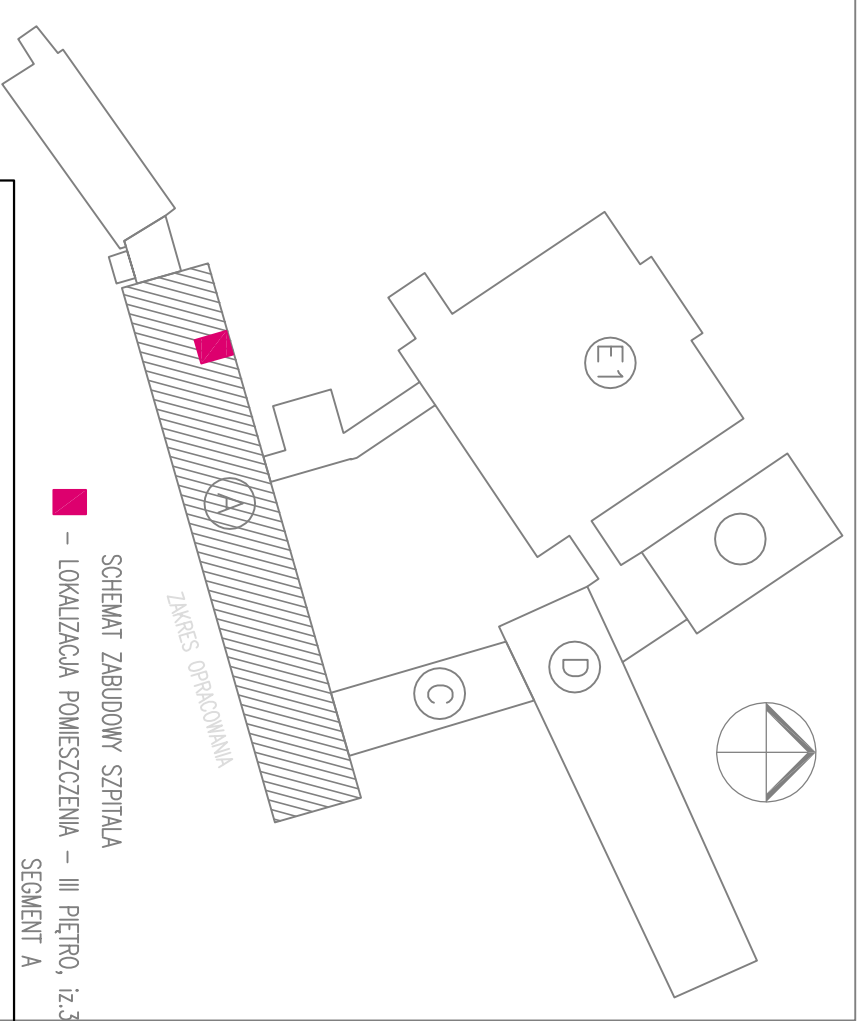 E1
D
C
A
ZAKRES OPRACOWANIA
SCHEMAT ZABUDOWY SZPITALA
– LOKALIZACJA POMIESZCZENIA – III PIĘTRO, iz.3
SEGMENT A